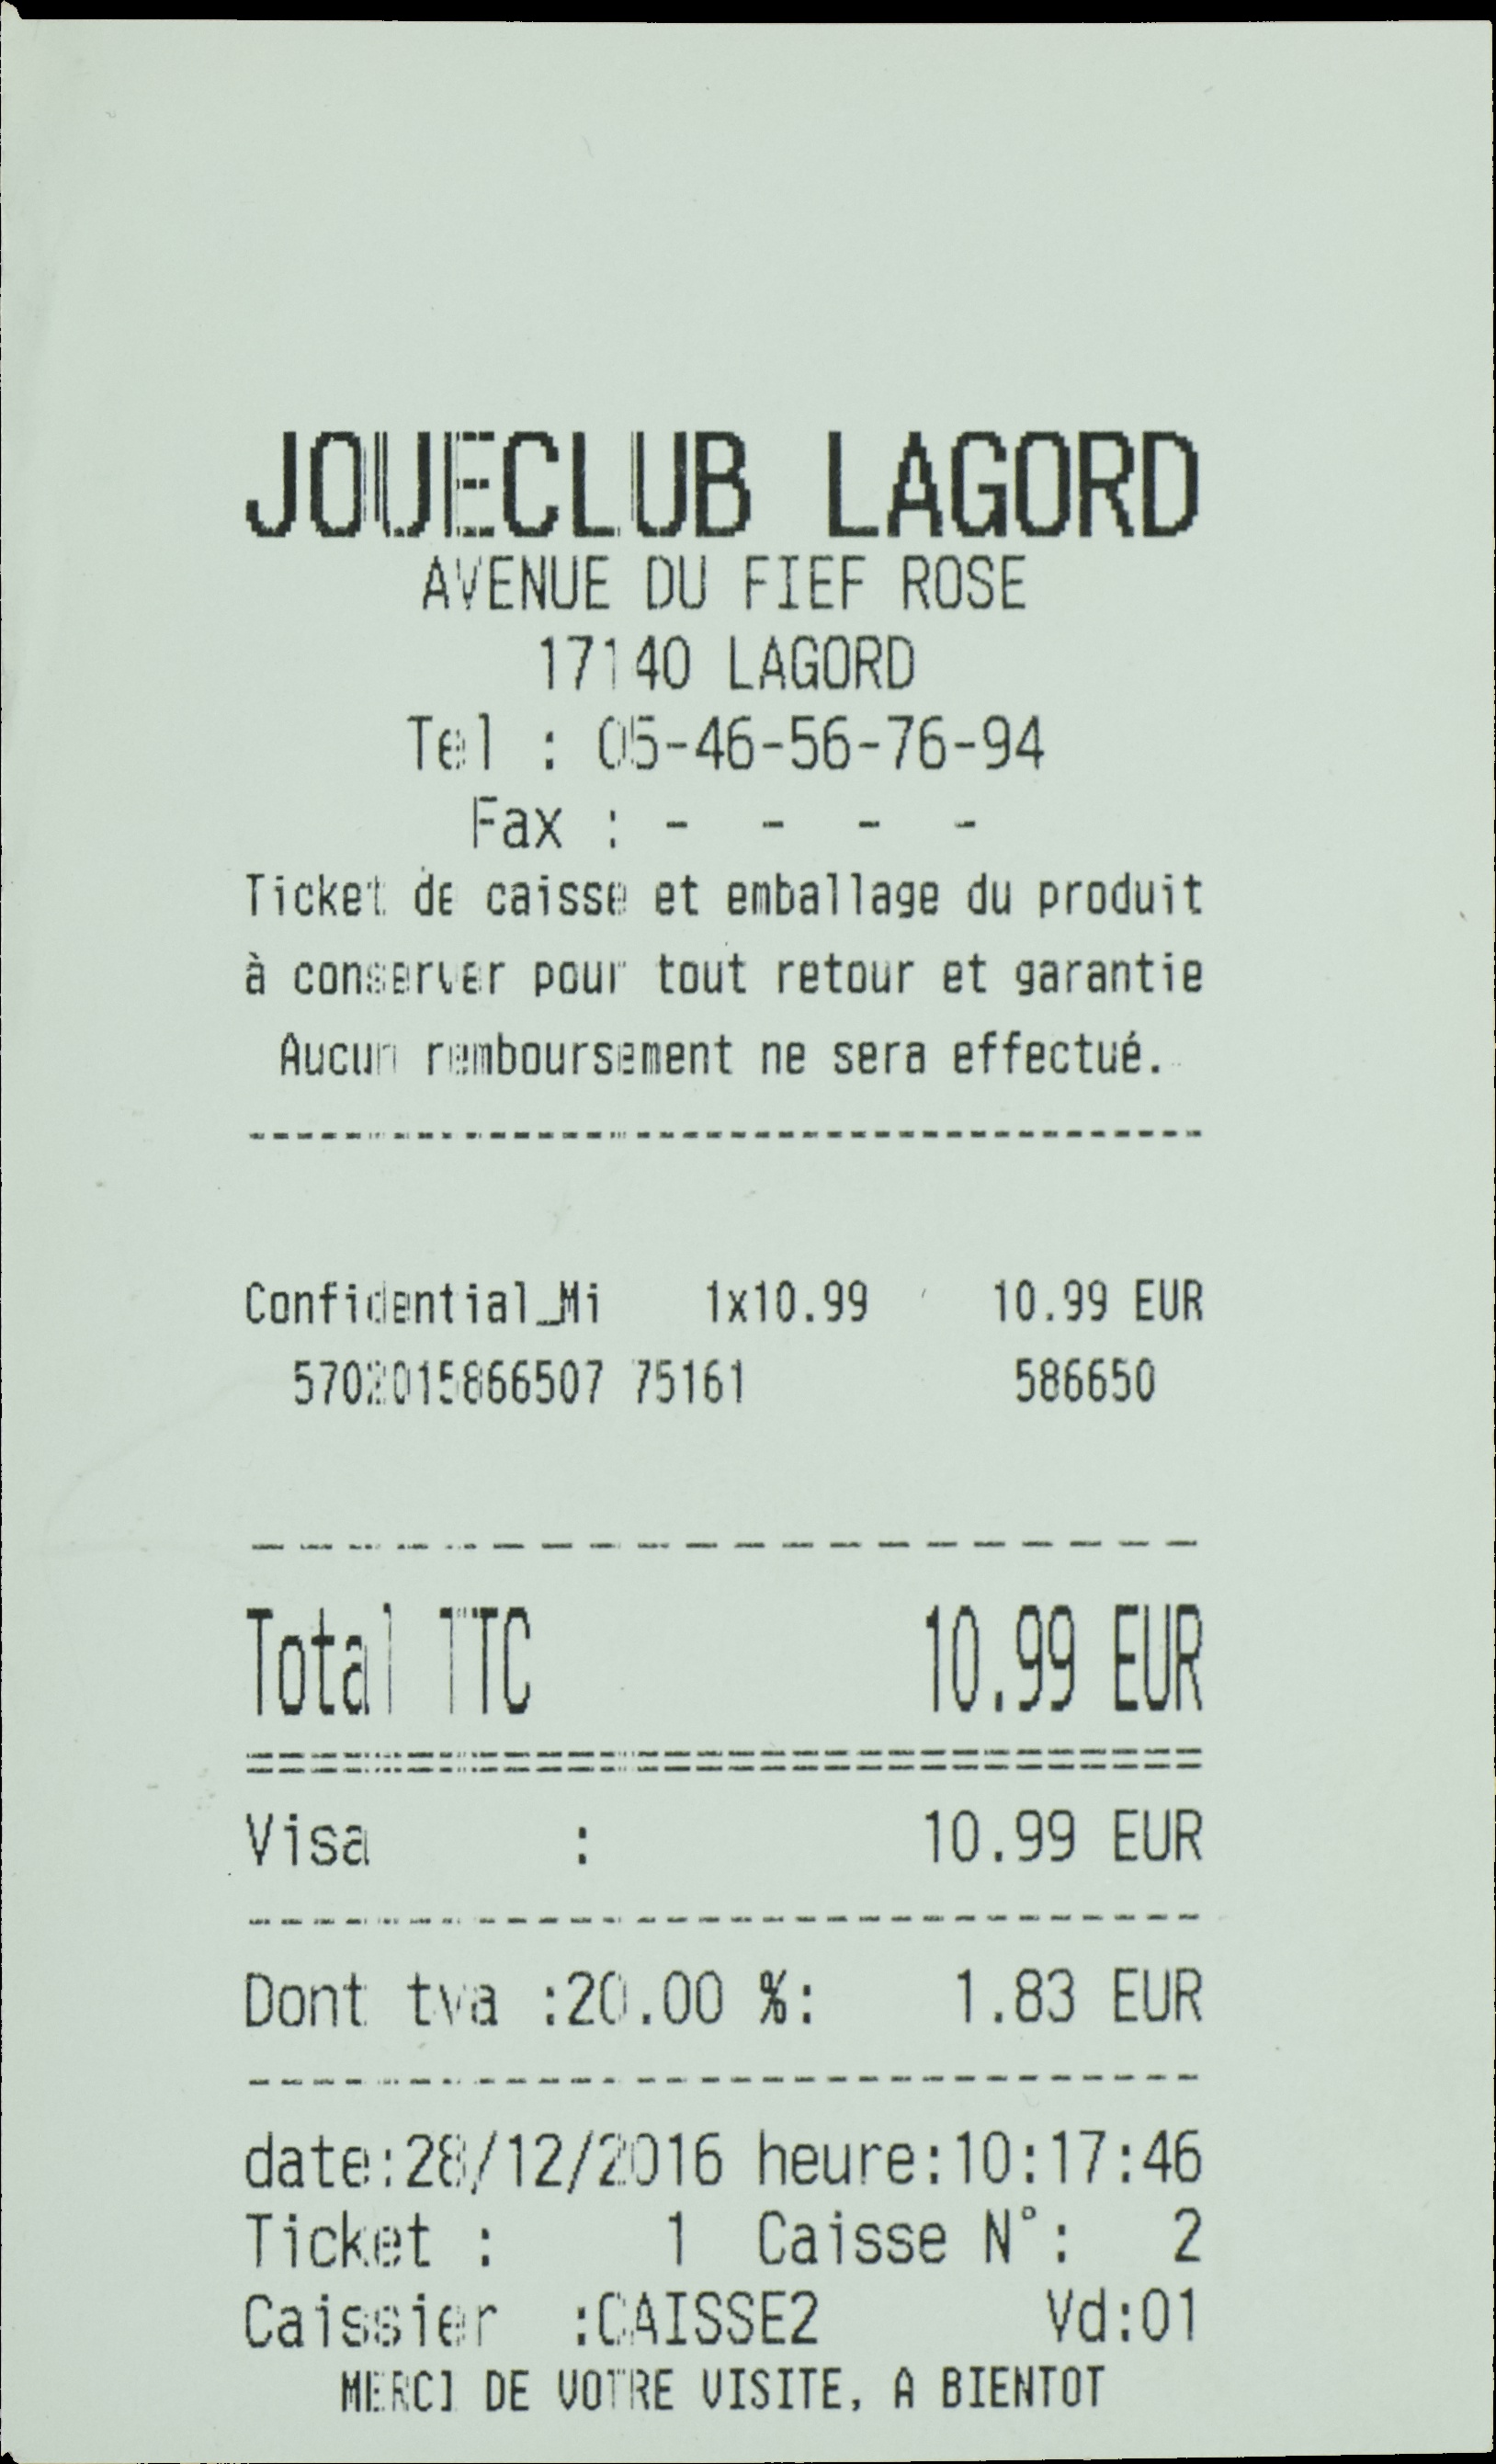 JOUECLUB LAGORD
AVENUE DU FIEF ROSE
17140 LAGORD
Tel : 05-46-56-76-94
Fax : - - - -
Ticket de caisse et emballage du produit
à conserver pour tout retour et garantie
Aucun remboursement ne sera effectué.
----------------------------------------
Confidential_Mi 1x10.99 10.99 EUR
5702015866507 75161 586650
--------------------
Total TTC 10.99 EUR
==============================
Visa : 10.99 EUR
------------------------------
Dont tva :20.00 %: 1.83 EUR
------------------------------
date:28/12/2016 heure:10:17:46
Ticket : 1 Caisse N°: 2
Caissier :CAISSE2 Vd:01
MERCI DE VOTRE VISITE, A BIENTOT